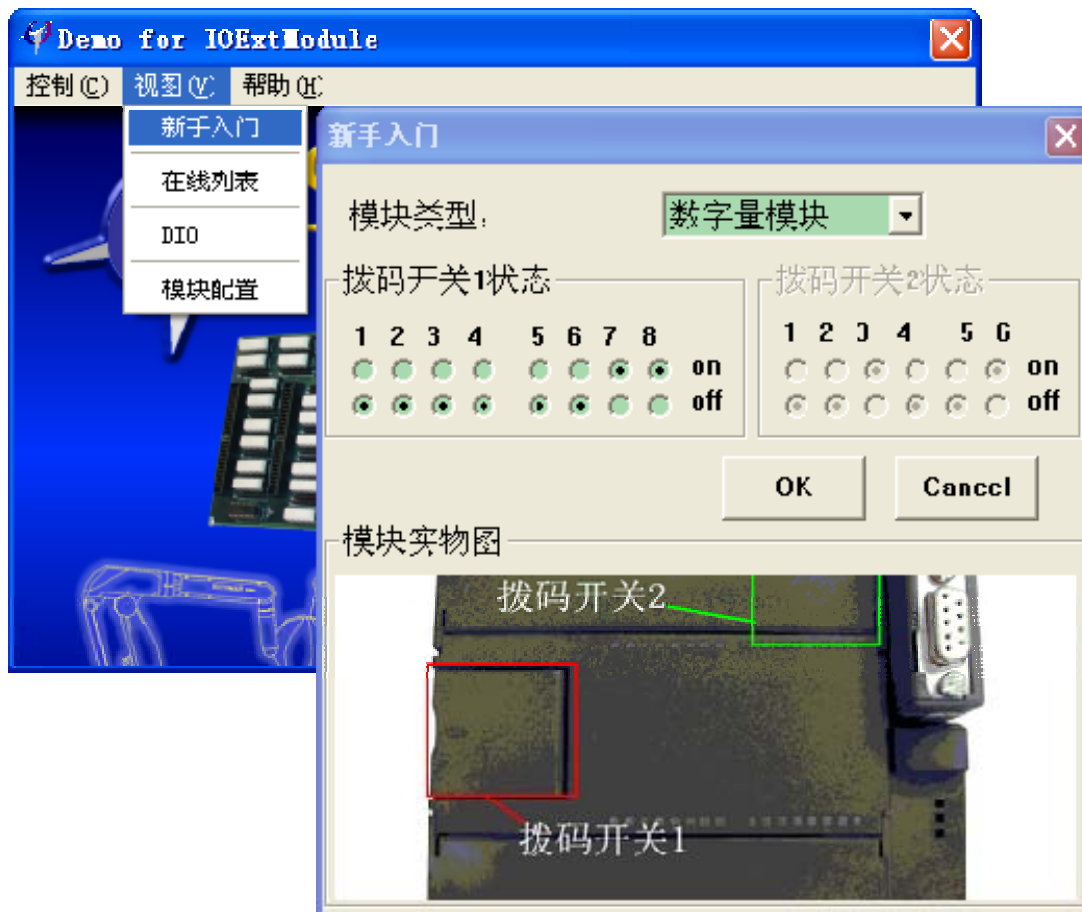 Demo for IOExtModule
控制(C) 视图(V) 帮助(H)
新手入门
在线列表
DIO
模块配置
新手入门
模块类型: 数字量模块
拨码开关1状态
1 2 3 4 5 6 7 8
on
off
拨码开关2状态
1 2 3 4 5 6
on
off
OK Cancel
模块实物图
拨码开关2
拨码开关1